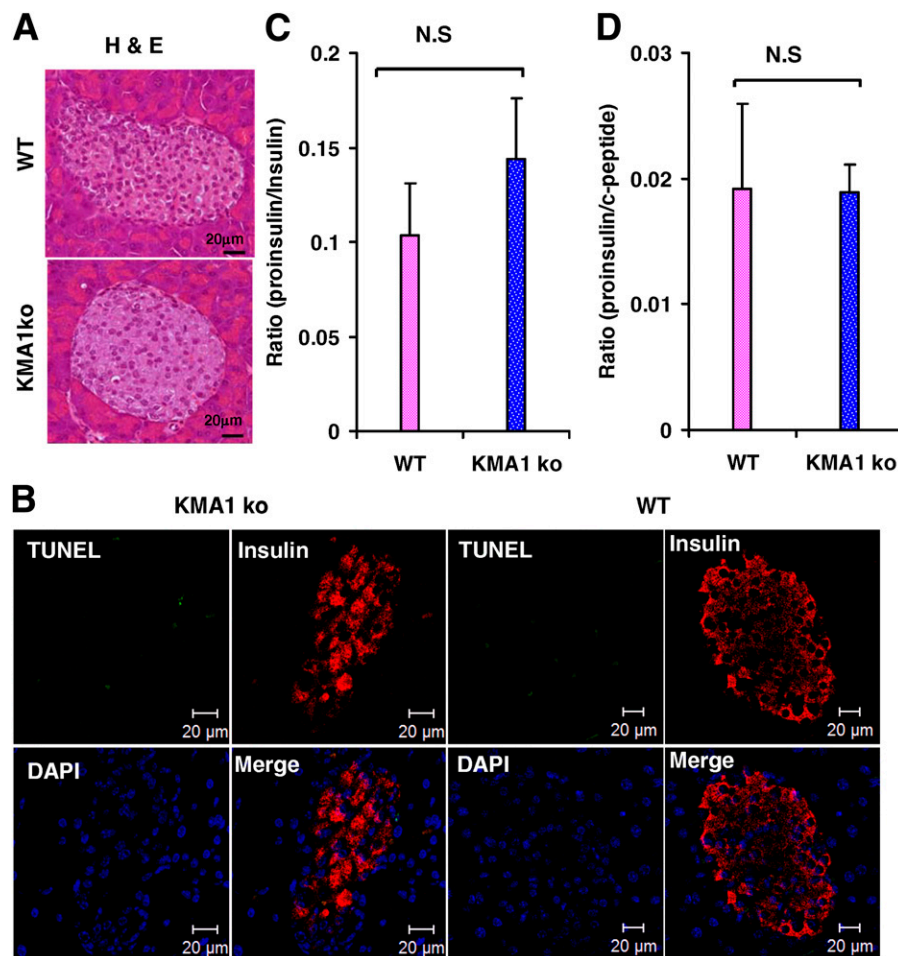 A
H & E
WT
20µm
KMA1ko
20µm
C
N.S
Ratio (proinsulin/Insulin)
0.2
0.15
0.1
0.05
0
WT
KMA1 ko
D
N.S
Ratio (proinsulin/c-peptide)
0.03
0.02
0.01
0
WT
KMA1 ko
B
KMA1 ko
WT
TUNEL
Insulin
TUNEL
Insulin
20 µm
20 µm
20 µm
20 µm
DAPI
Merge
DAPI
Merge
20 µm
20 µm
20 µm
20 µm